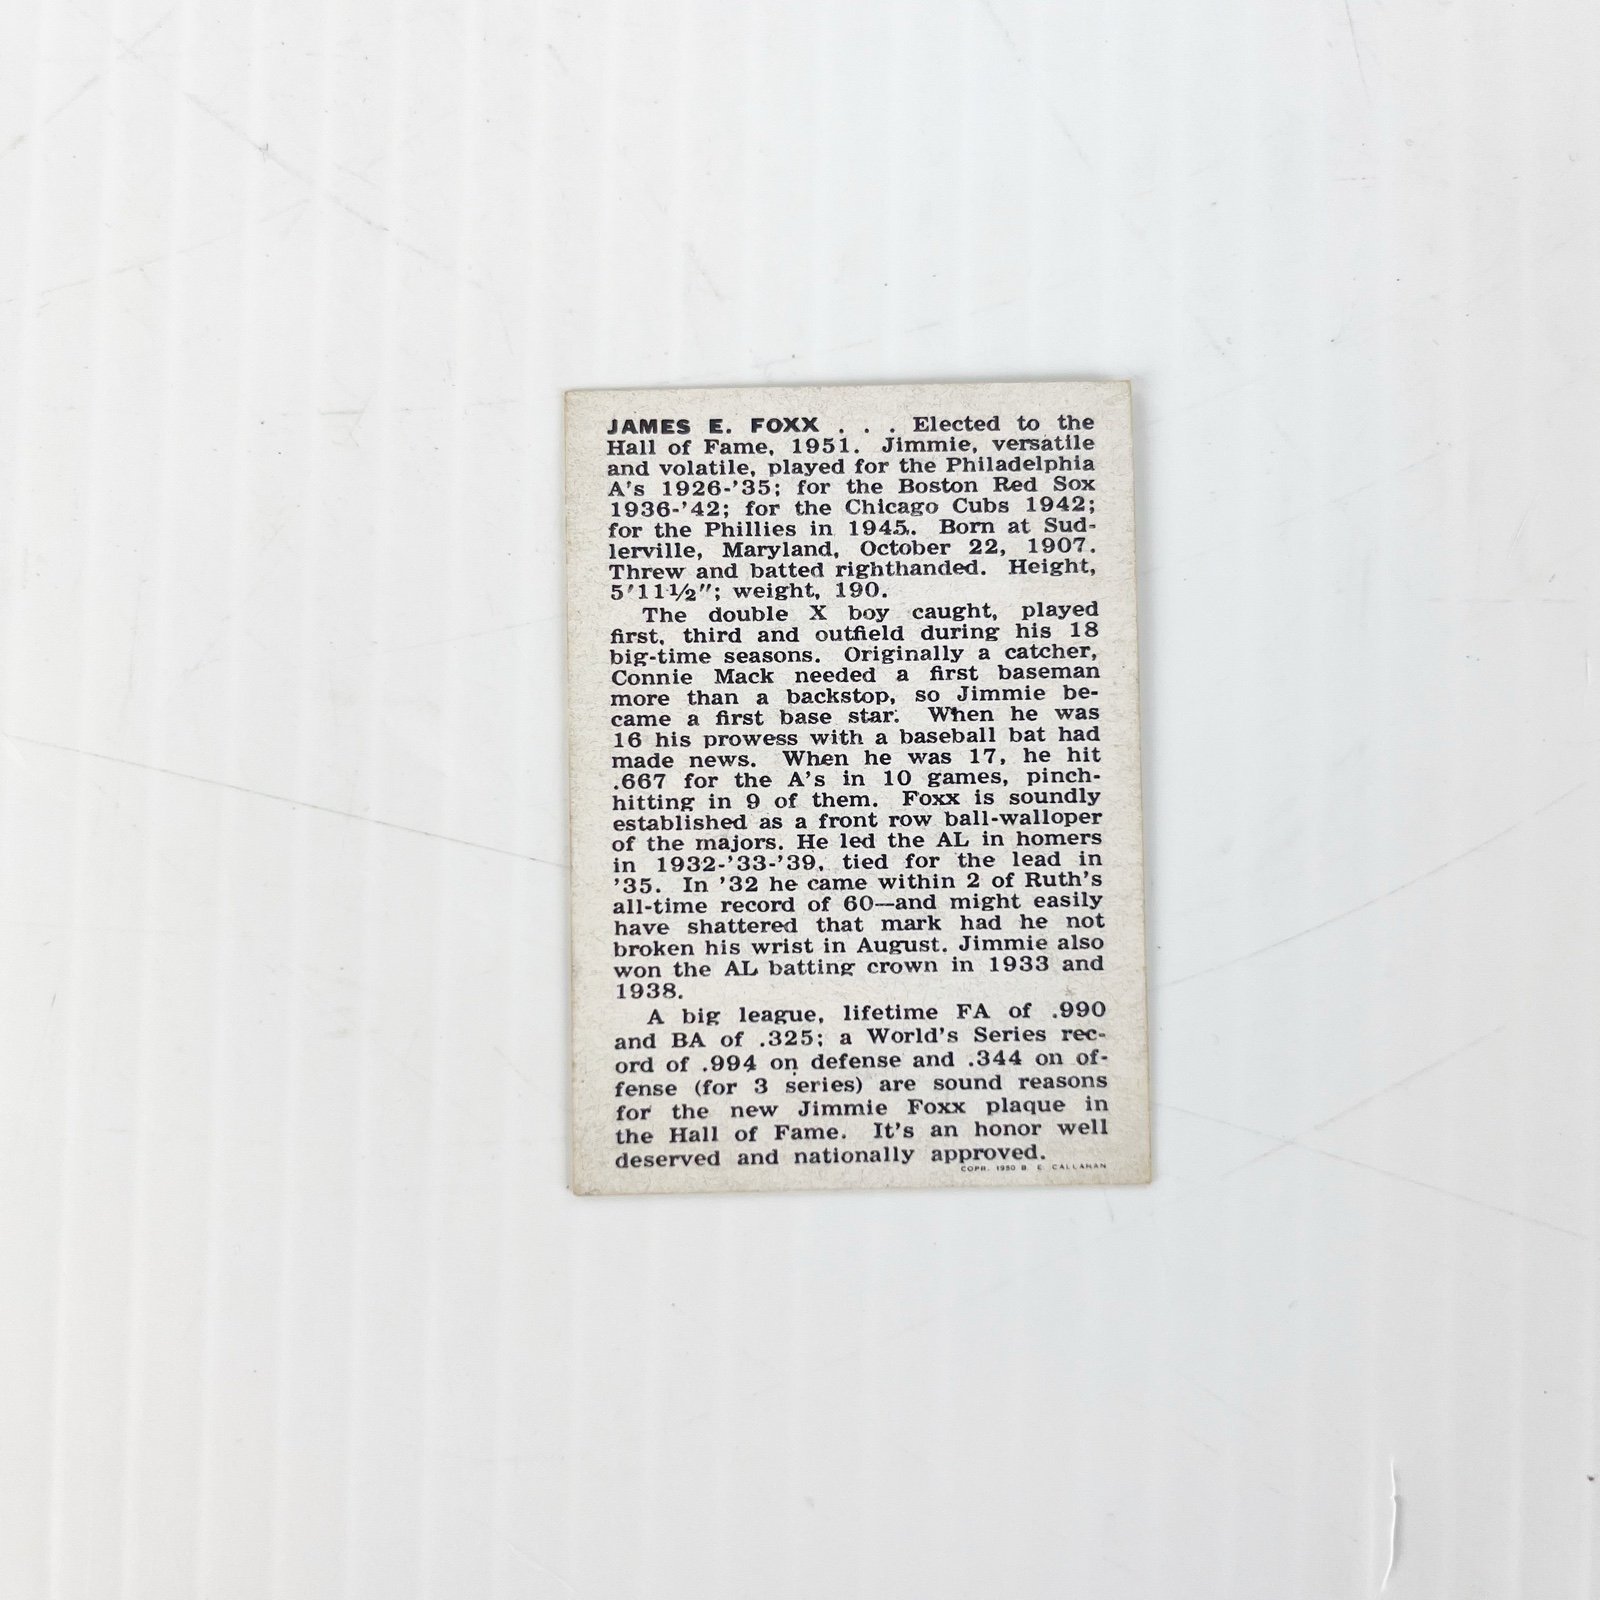 JAMES E. FOXX . . . Elected to the
Hall of Fame, 1951. Jimmie, versatile
and volatile, played for the Philadelphia
A's 1926-'35; for the Boston Red Sox
1936-'42; for the Chicago Cubs 1942;
for the Phillies in 1945. Born at Sud-
lerville, Maryland, October 22, 1907.
Threw and batted righthanded. Height,
5'11½"; weight, 190.
The double X boy caught, played
first, third and outfield during his 18
big-time seasons. Originally a catcher,
Connie Mack needed a first baseman
more than a backstop, so Jimmie be-
came a first base star. When he was
16 his prowess with a baseball bat had
made news. When he was 17, he hit
.667 for the A's in 10 games, pinch-
hitting in 9 of them. Foxx is soundly
established as a front row ball-walloper
of the majors. He led the AL in homers
in 1932-'33-'39, tied for the lead in
'35. In '32 he came within 2 of Ruth's
all-time record of 60—and might easily
have shattered that mark had he not
broken his wrist in August. Jimmie also
won the AL batting crown in 1933 and
1938.
A big league, lifetime FA of .990
and BA of .325; a World's Series rec-
ord of .994 on defense and .344 on of-
fense (for 3 series) are sound reasons
for the new Jimmie Foxx plaque in
the Hall of Fame. It's an honor well
deserved and nationally approved.
COPR. 1950 B. E. CALLAHAN